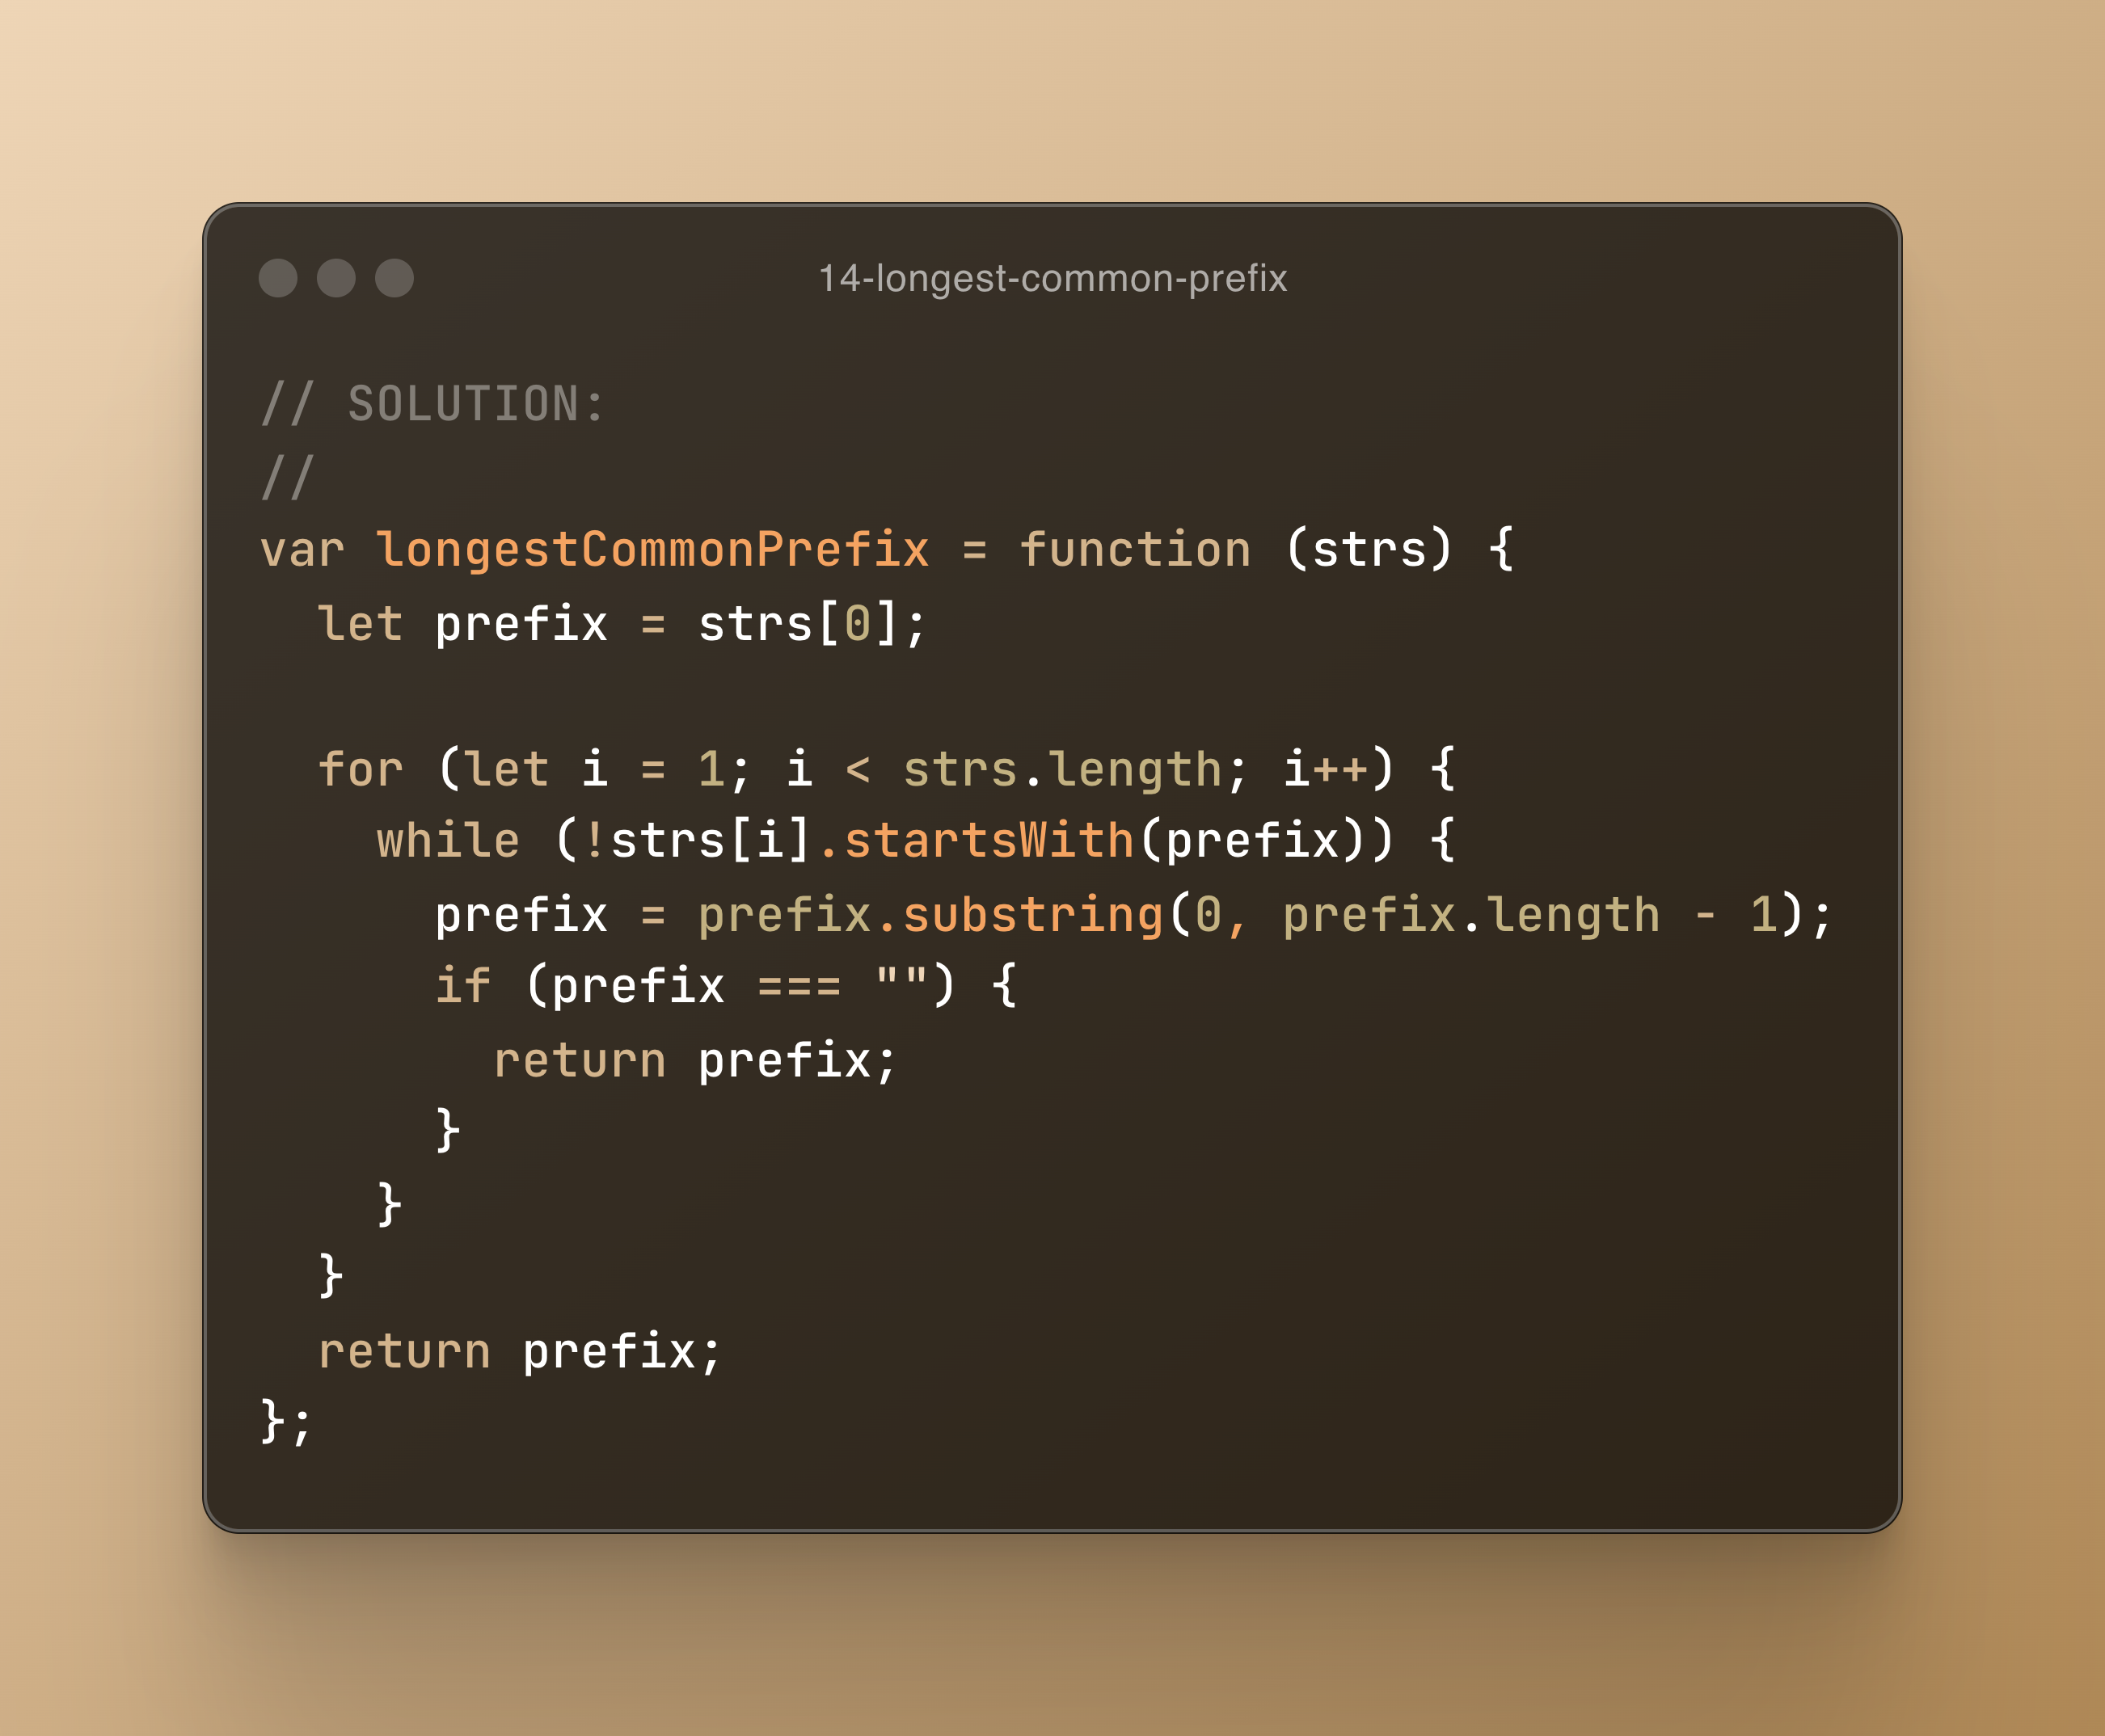 14-longest-common-prefix
// SOLUTION:
//
var longestCommonPrefix = function (strs) {
  let prefix = strs[0];

  for (let i = 1; i < strs.length; i++) {
    while (!strs[i].startsWith(prefix)) {
      prefix = prefix.substring(0, prefix.length - 1);
      if (prefix === "") {
        return prefix;
      }
    }
  }
  return prefix;
};